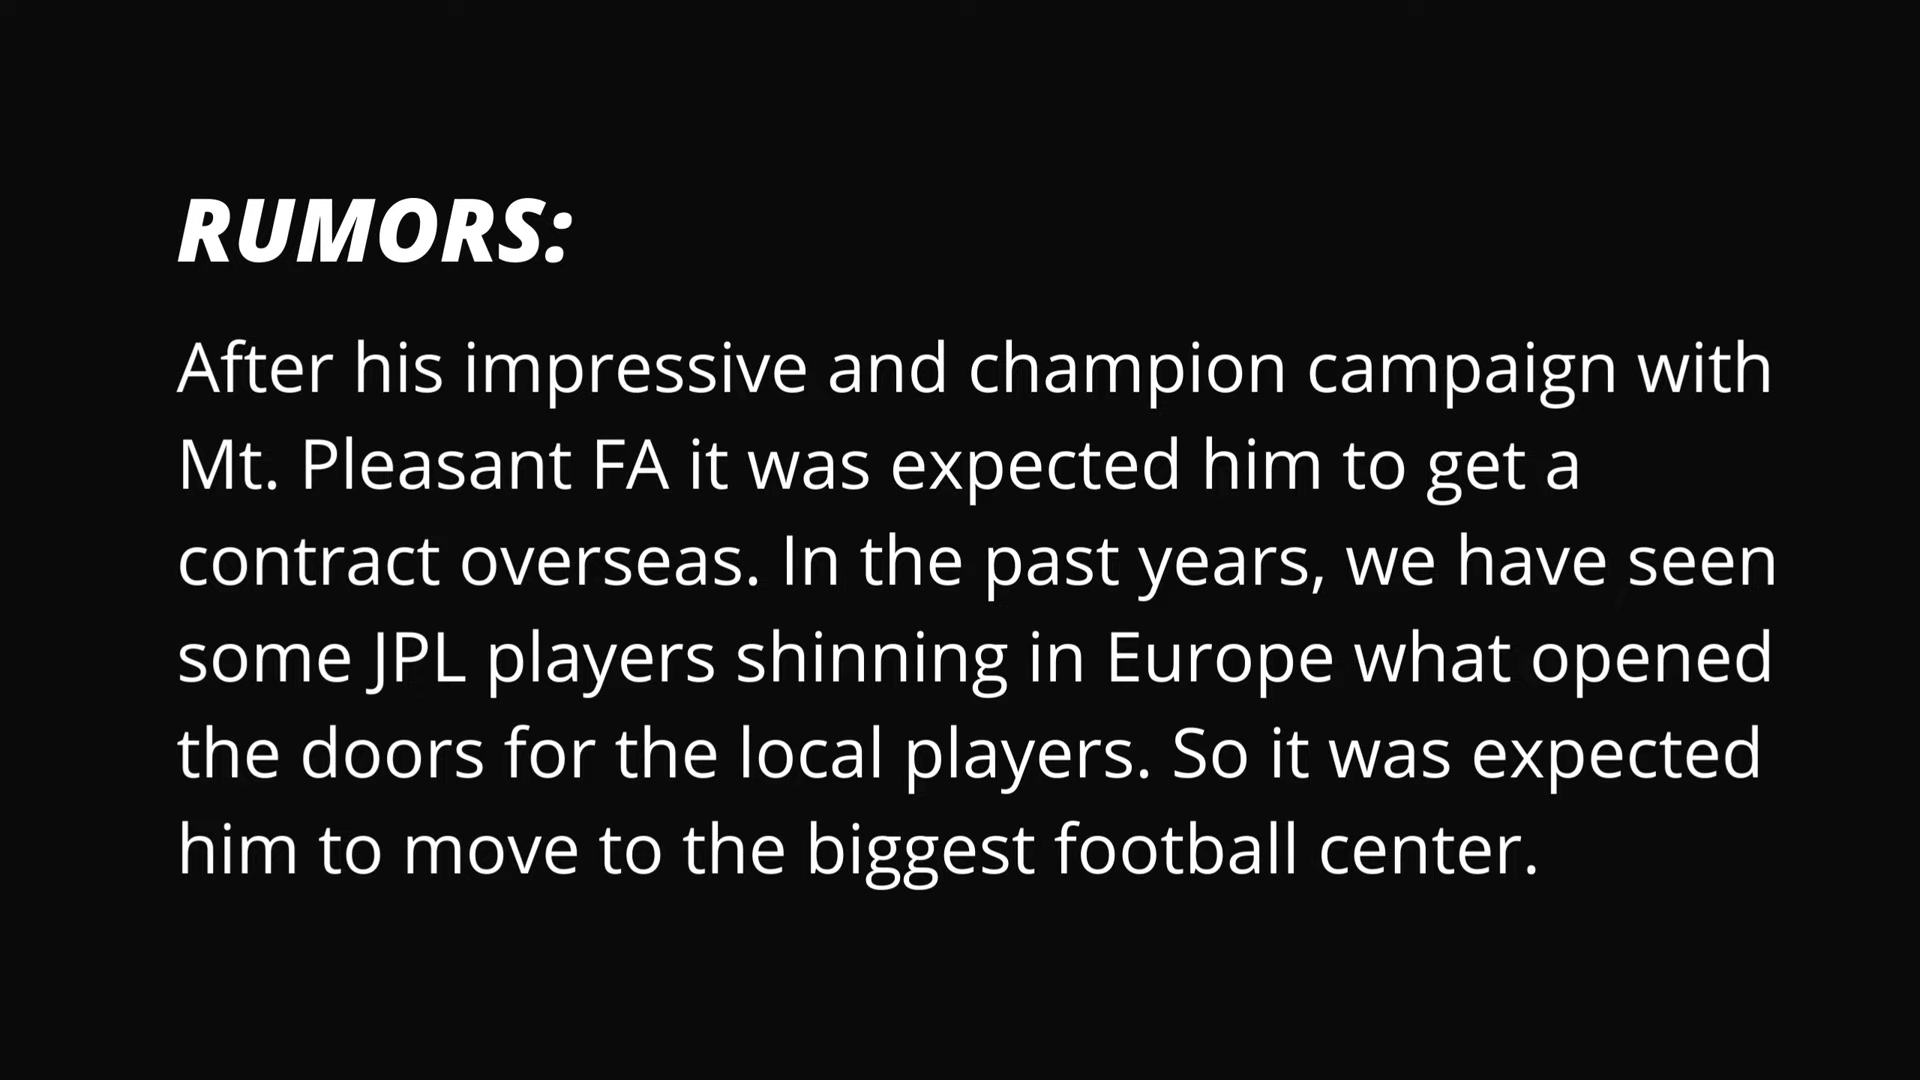 RUMORS:
After his impressive and champion campaign with
Mt. Pleasant FA it was expected him to get a
contract overseas. In the past years, we have seen
some JPL players shinning in Europe what opened
the doors for the local players. So it was expected
him to move to the biggest football center.